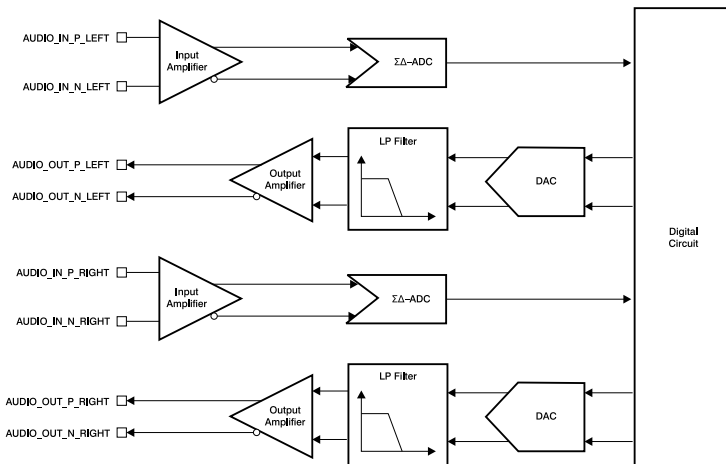 AUDIO_IN_P_LEFT
Input
Amplifier
AUDIO_IN_N_LEFT
ΣΔ–ADC
AUDIO_OUT_P_LEFT
AUDIO_OUT_N_LEFT
Output
Amplifier
LP Filter
DAC
Digital
Circuit
AUDIO_IN_P_RIGHT
Input
Amplifier
AUDIO_IN_N_RIGHT
ΣΔ–ADC
AUDIO_OUT_P_RIGHT
AUDIO_OUT_N_RIGHT
Output
Amplifier
LP Filter
DAC